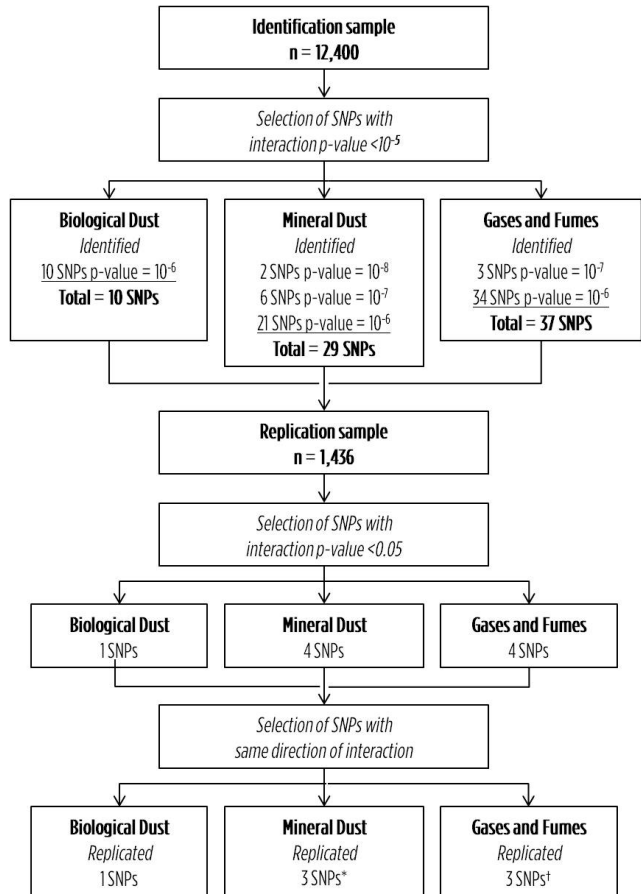 Identification sample
n = 12,400
Selection of SNPs with
interaction p-value <10⁻⁵
Biological Dust
Identified
10 SNPs p-value = 10⁻⁶
Total = 10 SNPs
Mineral Dust
Identified
2 SNPs p-value = 10⁻⁸
6 SNPs p-value = 10⁻⁷
21 SNPs p-value = 10⁻⁶
Total = 29 SNPs
Gases and Fumes
Identified
3 SNPs p-value = 10⁻⁷
34 SNPs p-value = 10⁻⁶
Total = 37 SNPS
Replication sample
n = 1,436
Selection of SNPs with
interaction p-value <0.05
Biological Dust
1 SNPs
Mineral Dust
4 SNPs
Gases and Fumes
4 SNPs
Selection of SNPs with
same direction of interaction
Biological Dust
Replicated
1 SNPs
Mineral Dust
Replicated
3 SNPs*
Gases and Fumes
Replicated
3 SNPs†